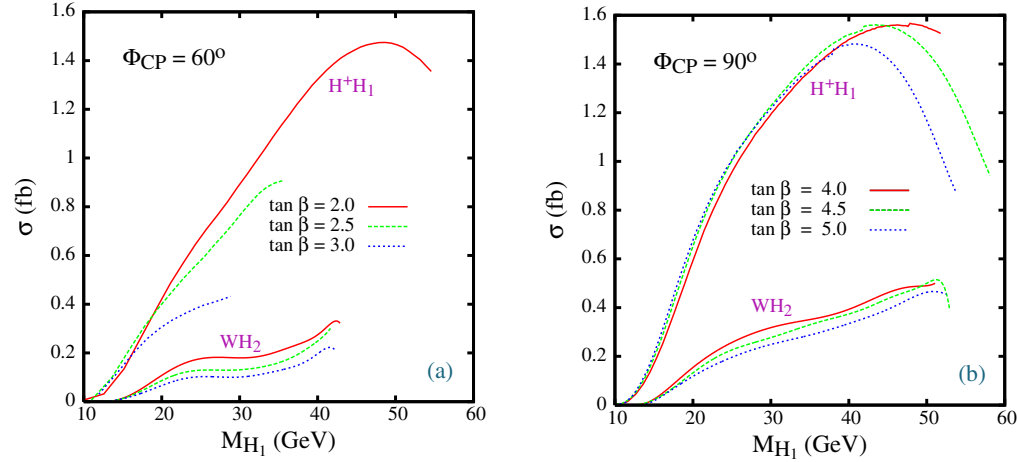 1.6
1.4
1.2
1
0.8
0.6
0.4
0.2
0
σ (fb)
Φ_CP = 60°
H⁺H₁
tan β = 2.0
tan β = 2.5
tan β = 3.0
WH₂
(a)
10 20 30 40 50 60
M_H₁ (GeV)
1.6
1.4
1.2
1
0.8
0.6
0.4
0.2
0
σ (fb)
Φ_CP = 90°
H⁺H₁
tan β = 4.0
tan β = 4.5
tan β = 5.0
WH₂
(b)
10 20 30 40 50 60
M_H₁ (GeV)